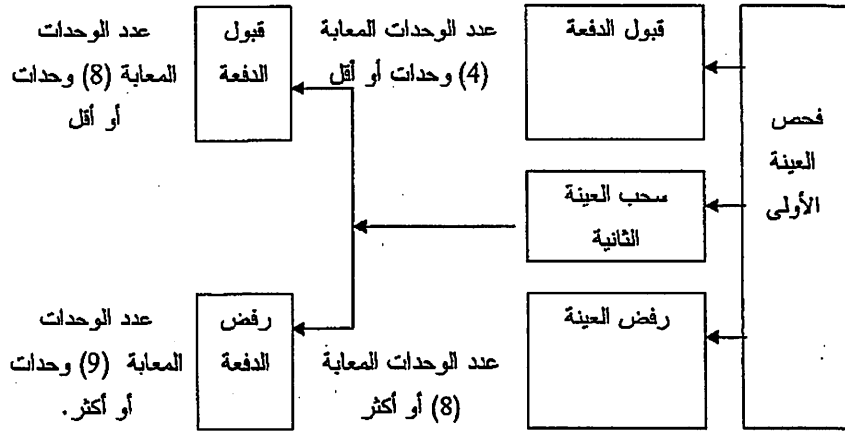 فحص
العينة
الأولى
قبول الدفعة
عدد الوحدات المعابة
(4) وحدات أو أقل
سحب العينة
الثانية
رفض العينة
عدد الوحدات المعابة
(8) أو أكثر
قبول
الدفعة
عدد الوحدات
المعابة (8) وحدات
أو أقل
رفض
الدفعة
عدد الوحدات
المعابة (9) وحدات
أو أكثر.